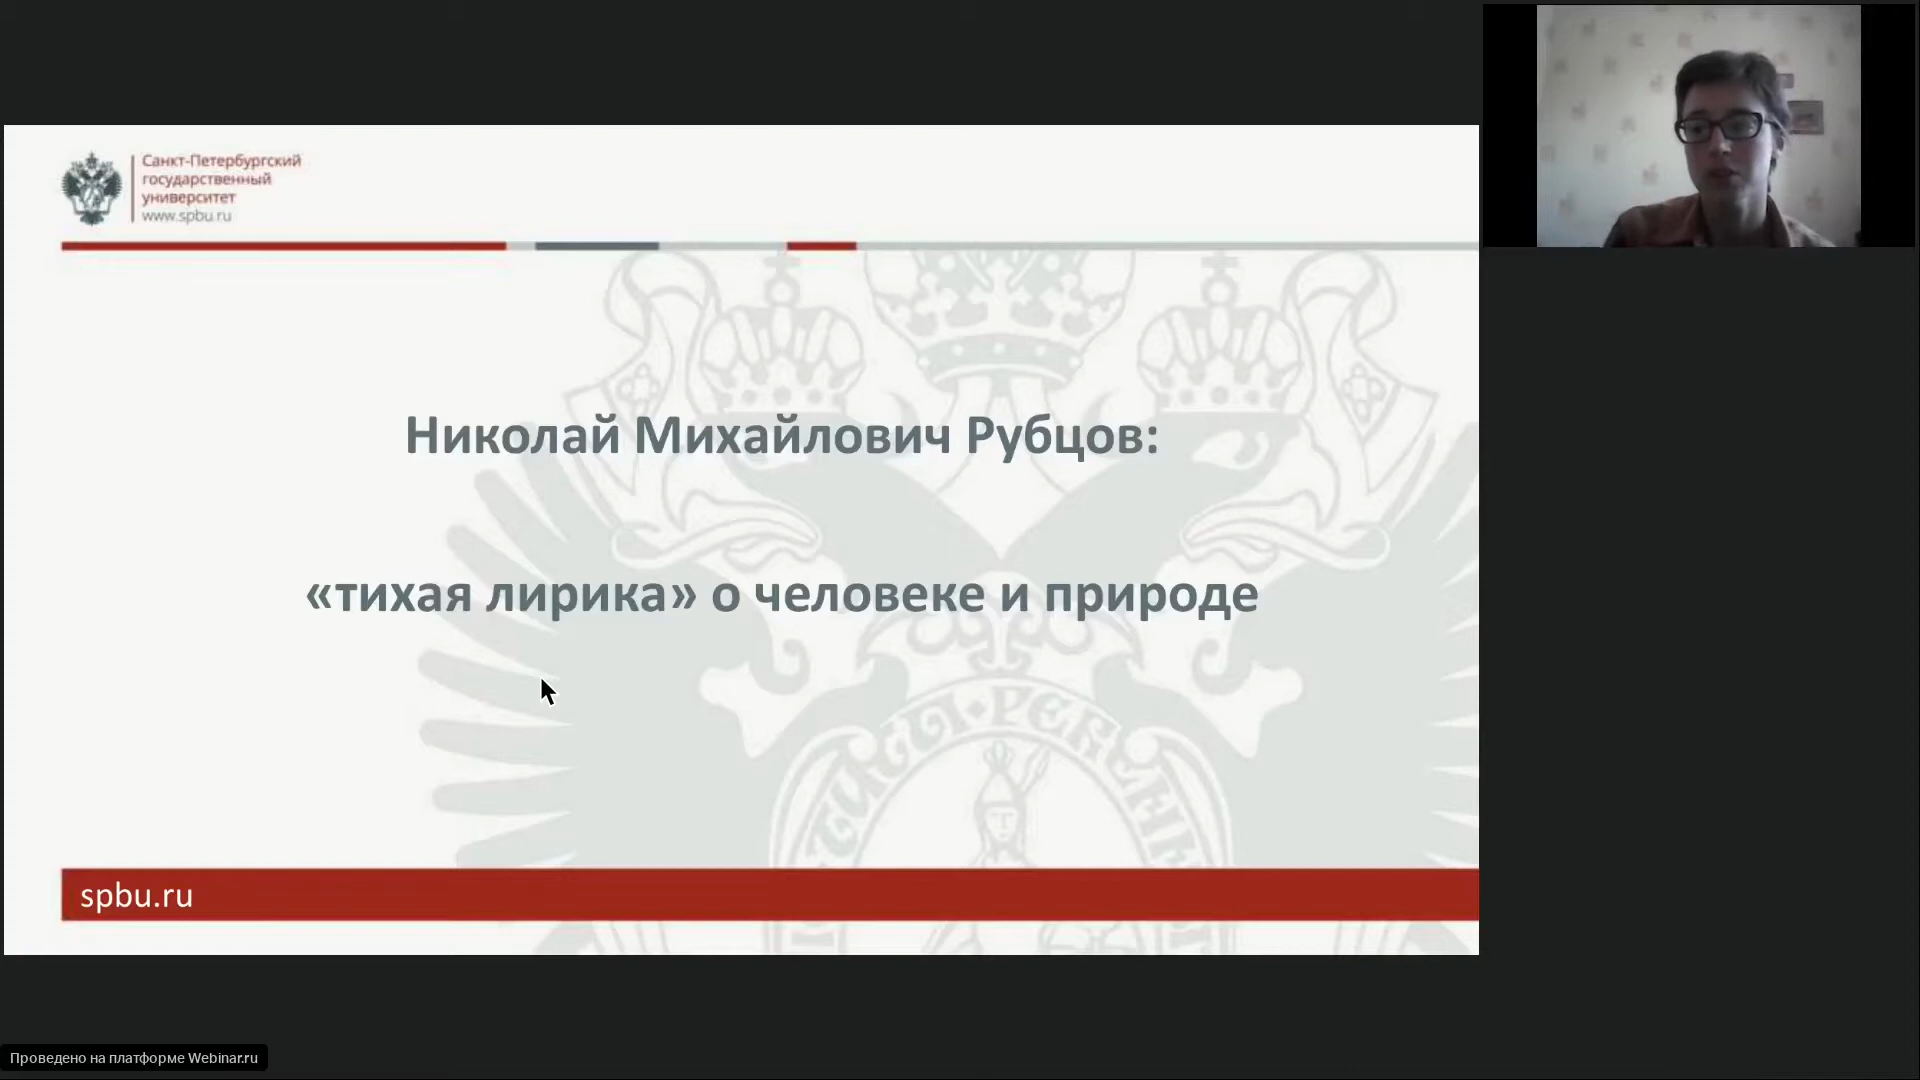 Санкт-Петербургский
государственный
университет
www.spbu.ru
Николай Михайлович Рубцов:
«тихая лирика» о человеке и природе
spbu.ru
Проведено на платформе Webinar.ru